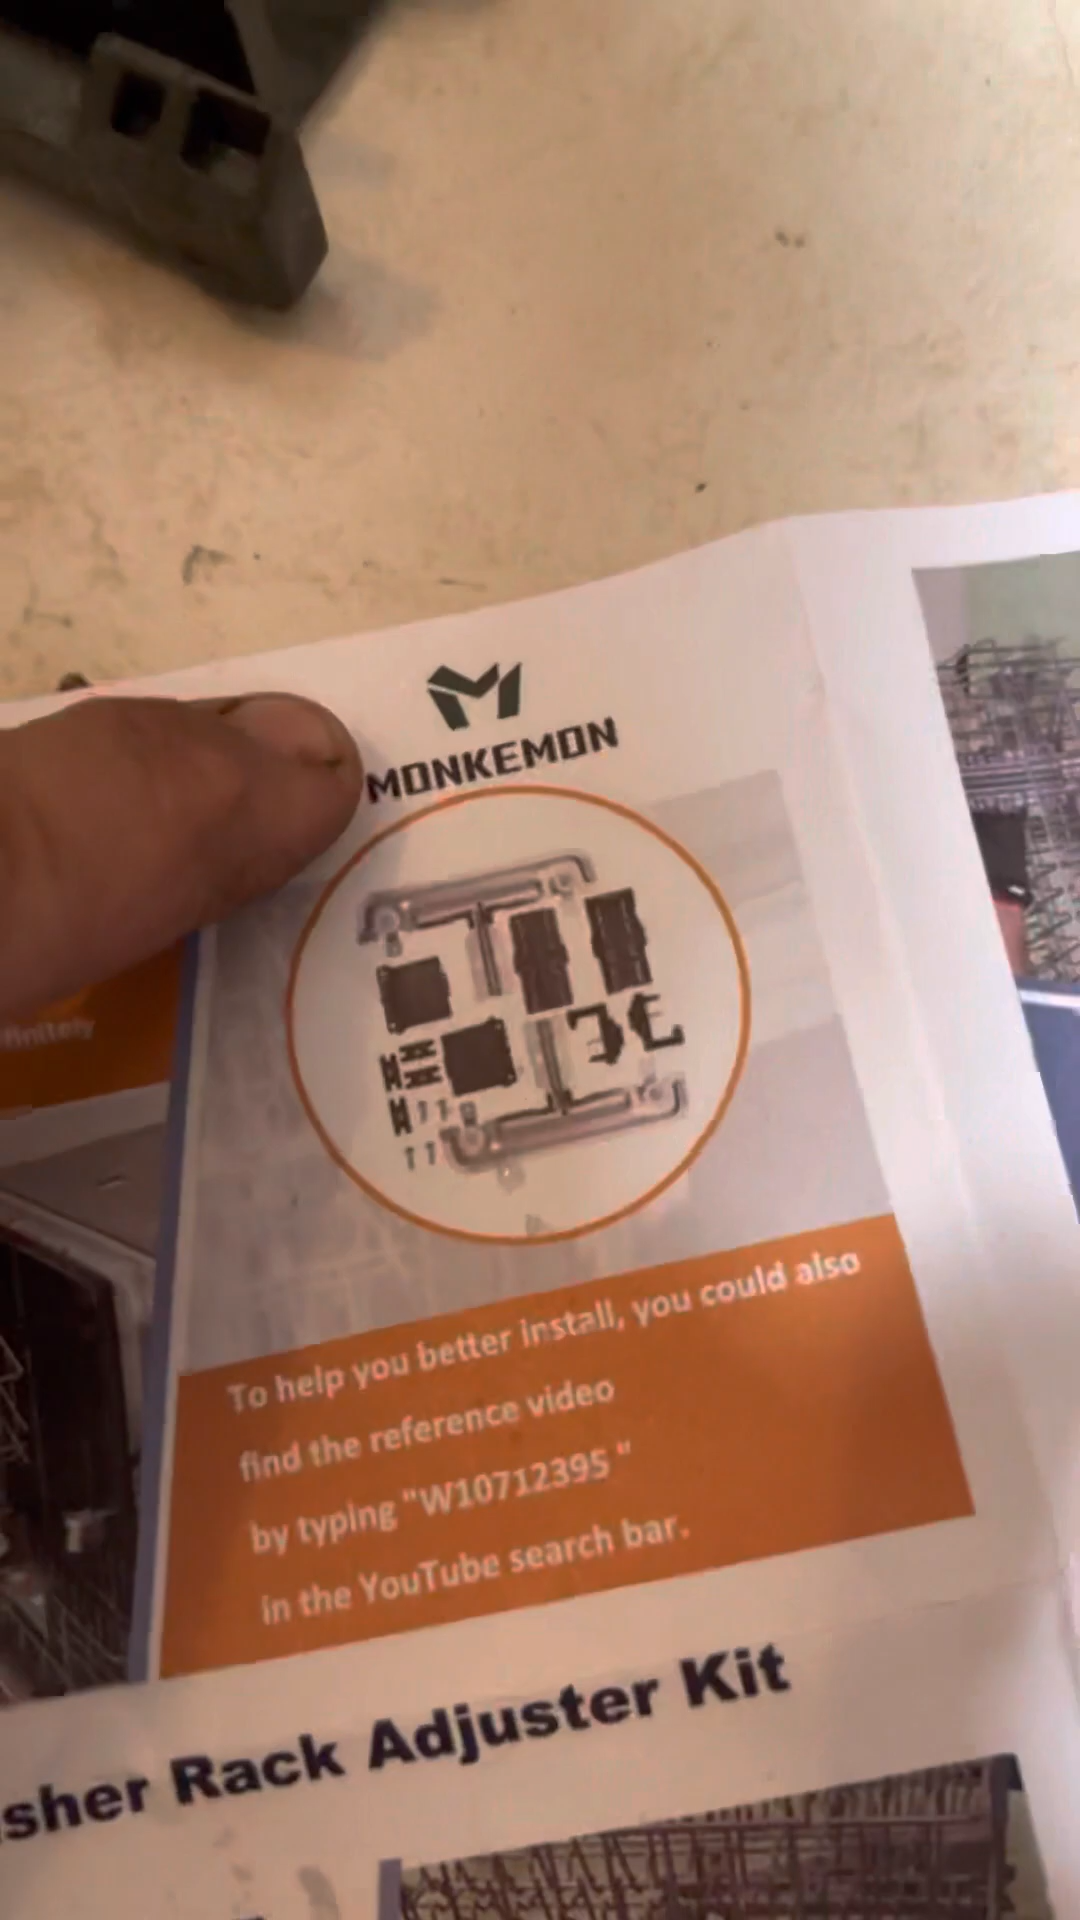 MONKEMON
finitely
To help you better install, you could also
find the reference video
by typing "W10712395 "
in the YouTube search bar.
sher Rack Adjuster Kit